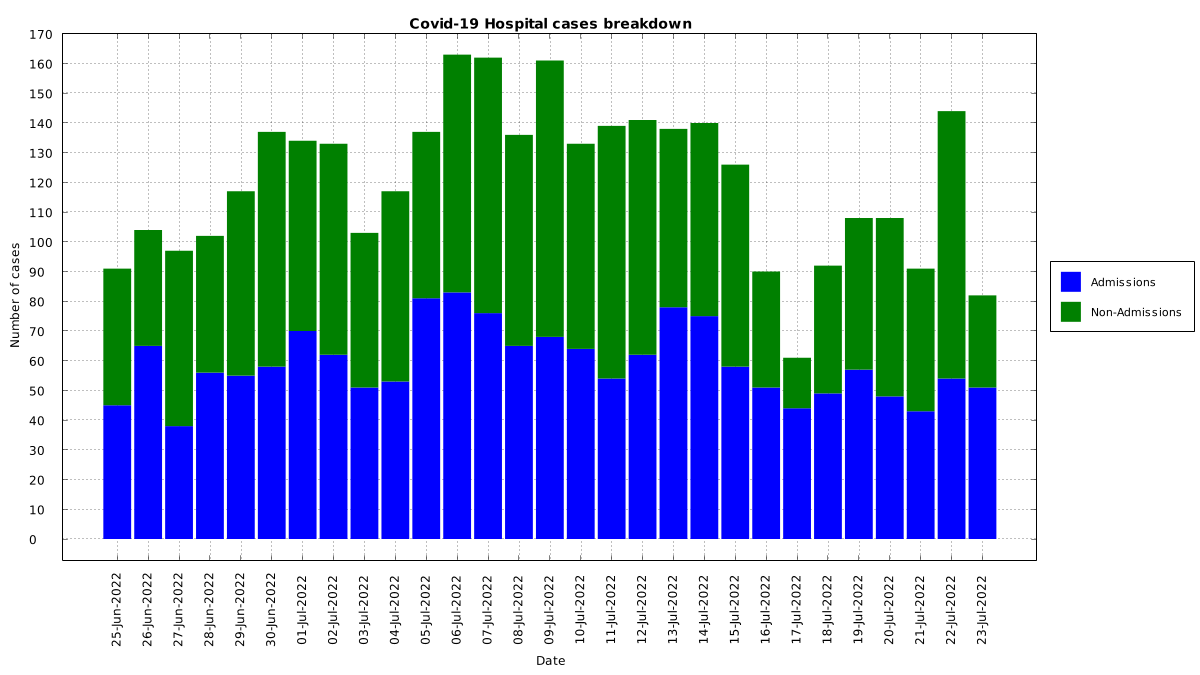 Covid-19 Hospital cases breakdown
170
160
150
140
130
120
110
100
90
80
70
60
50
40
30
20
10
0
Number of cases
25-Jun-2022
26-Jun-2022
27-Jun-2022
28-Jun-2022
29-Jun-2022
30-Jun-2022
01-Jul-2022
02-Jul-2022
03-Jul-2022
04-Jul-2022
05-Jul-2022
06-Jul-2022
07-Jul-2022
08-Jul-2022
09-Jul-2022
10-Jul-2022
11-Jul-2022
12-Jul-2022
13-Jul-2022
14-Jul-2022
15-Jul-2022
16-Jul-2022
17-Jul-2022
18-Jul-2022
19-Jul-2022
20-Jul-2022
21-Jul-2022
22-Jul-2022
23-Jul-2022
Date
Admissions
Non-Admissions